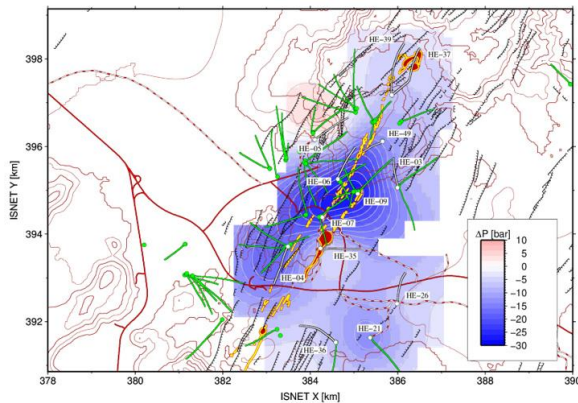 398
396
394
392
ISNET Y [km]
HE-39
HE-37
HE-49
HE-05
HE-03
HE-06
HE-09
HE-07
HE-35
HE-04
HE-26
HE-21
HE-36
ΔP [bar]
10
5
0
-5
-10
-15
-20
-25
-30
378 380 382 384 386 388 390
ISNET X [km]